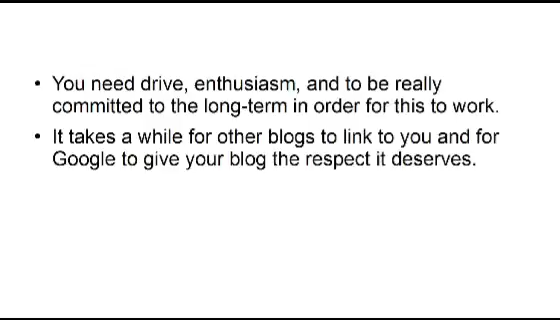 • You need drive, enthusiasm, and to be really
committed to the long-term in order for this to work.
• It takes a while for other blogs to link to you and for
Google to give your blog the respect it deserves.